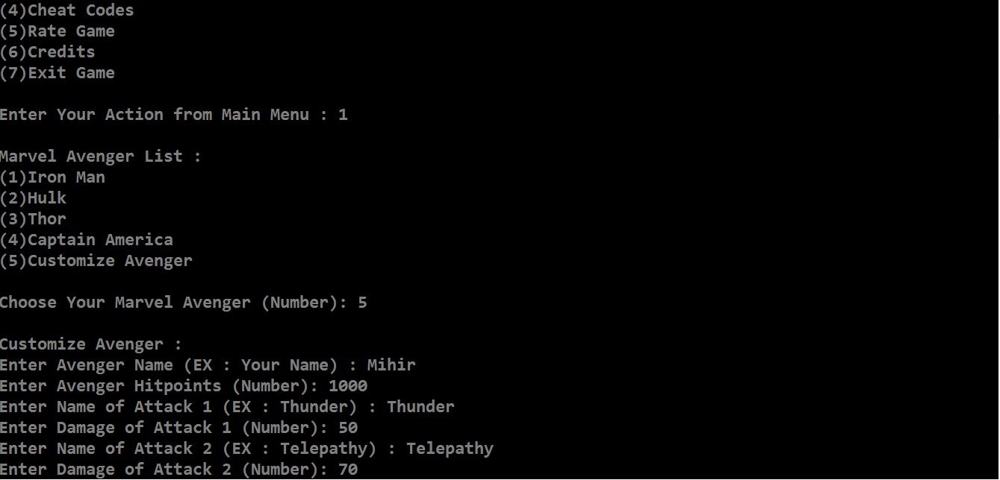 (4)Cheat Codes
(5)Rate Game
(6)Credits
(7)Exit Game
Enter Your Action from Main Menu : 1
Marvel Avenger List :
(1)Iron Man
(2)Hulk
(3)Thor
(4)Captain America
(5)Customize Avenger
Choose Your Marvel Avenger (Number): 5
Customize Avenger :
Enter Avenger Name (EX : Your Name) : Mihir
Enter Avenger Hitpoints (Number): 1000
Enter Name of Attack 1 (EX : Thunder) : Thunder
Enter Damage of Attack 1 (Number): 50
Enter Name of Attack 2 (EX : Telepathy) : Telepathy
Enter Damage of Attack 2 (Number): 70